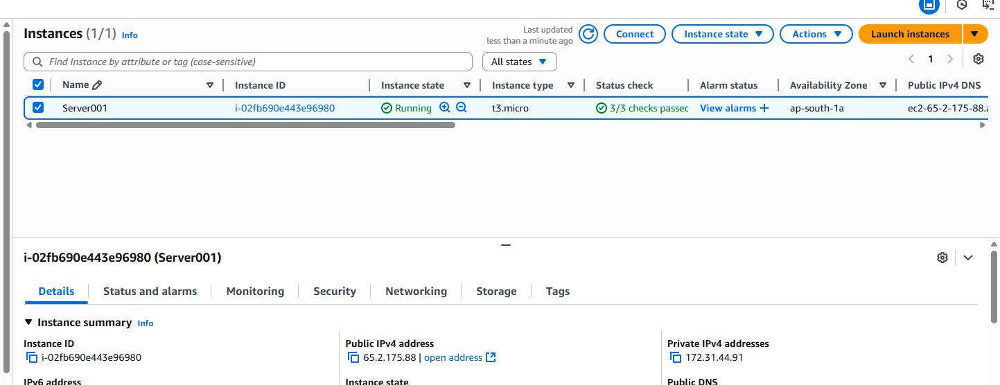 Instances (1/1) Info
Last updated
less than a minute ago
Connect
Instance state
Actions
Launch instances
Find Instance by attribute or tag (case-sensitive)
All states
1
Name Instance ID Instance state Instance type Status check Alarm status Availability Zone Public IPv4 DNS
Server001 i-02fb690e443e96980 Running t3.micro 3/3 checks passed View alarms + ap-south-1a ec2-65-2-175-88.a
i-02fb690e443e96980 (Server001)
Details Status and alarms Monitoring Security Networking Storage Tags
Instance summary Info
Instance ID Public IPv4 address Private IPv4 addresses
i-02fb690e443e96980 65.2.175.88 | open address 172.31.44.91
IPv6 address Instance state Public DNS